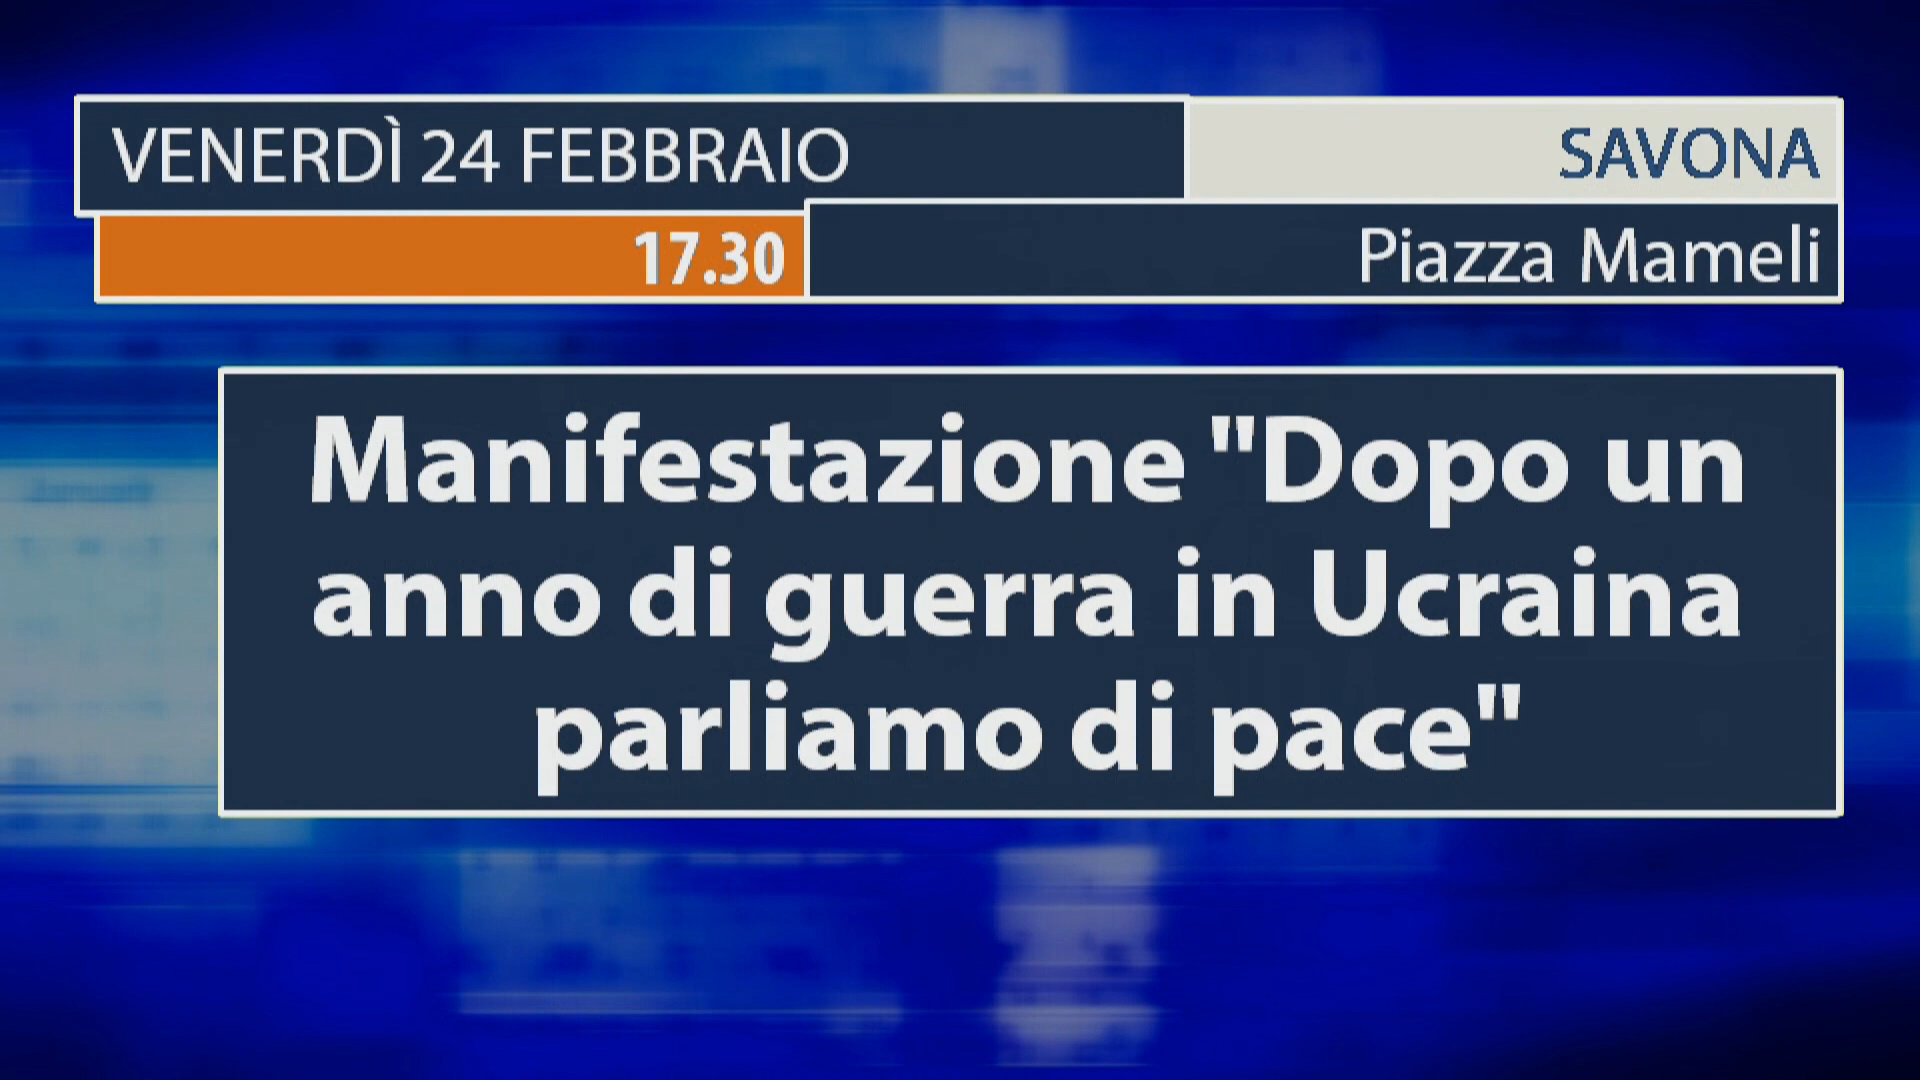 VENERDÌ 24 FEBBRAIO
SAVONA
17.30
Piazza Mameli
Manifestazione "Dopo un
anno di guerra in Ucraina
parliamo di pace"